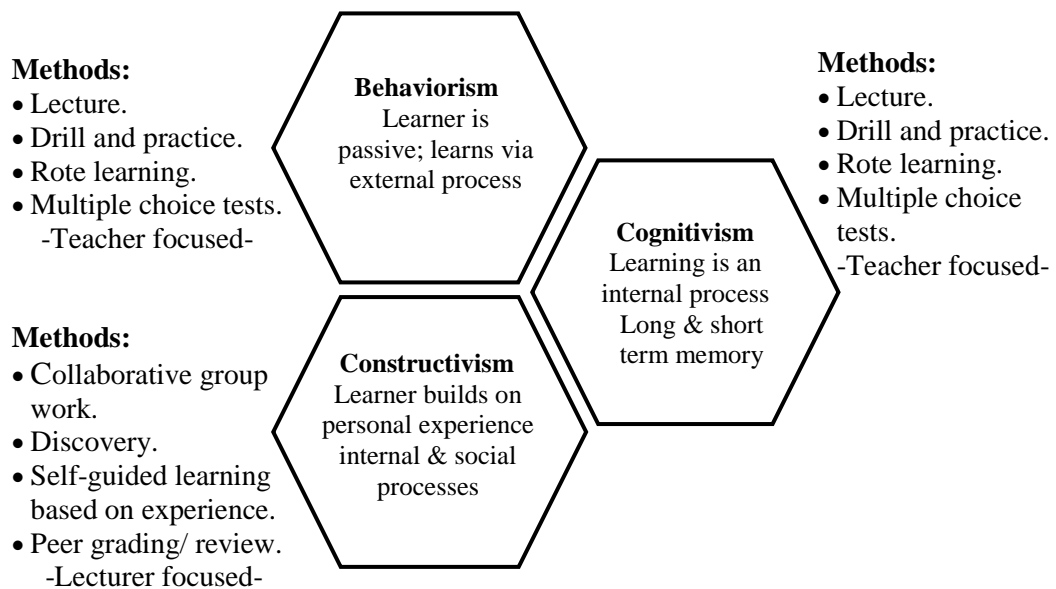 Methods:
• Lecture.
• Drill and practice.
• Rote learning.
• Multiple choice tests.
-Teacher focused-
Behaviorism
Learner is
passive; learns via
external process
Methods:
• Lecture.
• Drill and practice.
• Rote learning.
• Multiple choice
tests.
-Teacher focused-
Cognitivism
Learning is an
internal process
Long & short
term memory
Methods:
• Collaborative group
work.
• Discovery.
• Self-guided learning
based on experience.
• Peer grading/ review.
-Lecturer focused-
Constructivism
Learner builds on
personal experience
internal & social
processes